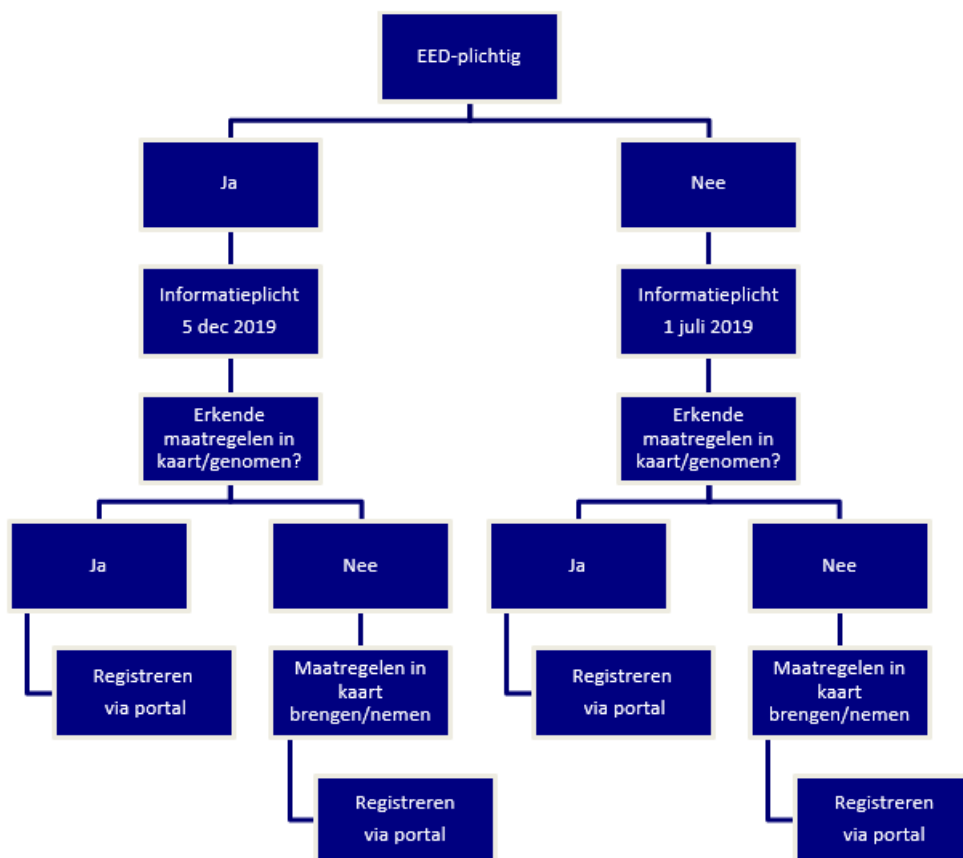 EED-plichtig
Ja
Nee
Informatieplicht
5 dec 2019
Informatieplicht
1 juli 2019
Erkende
maatregelen in
kaart/genomen?
Erkende
maatregelen in
kaart/genomen?
Ja
Nee
Ja
Nee
Registreren
via portal
Maatregelen in
kaart
brengen/nemen
Registreren
via portal
Maatregelen in
kaart
brengen/nemen
Registreren
via portal
Registreren
via portal